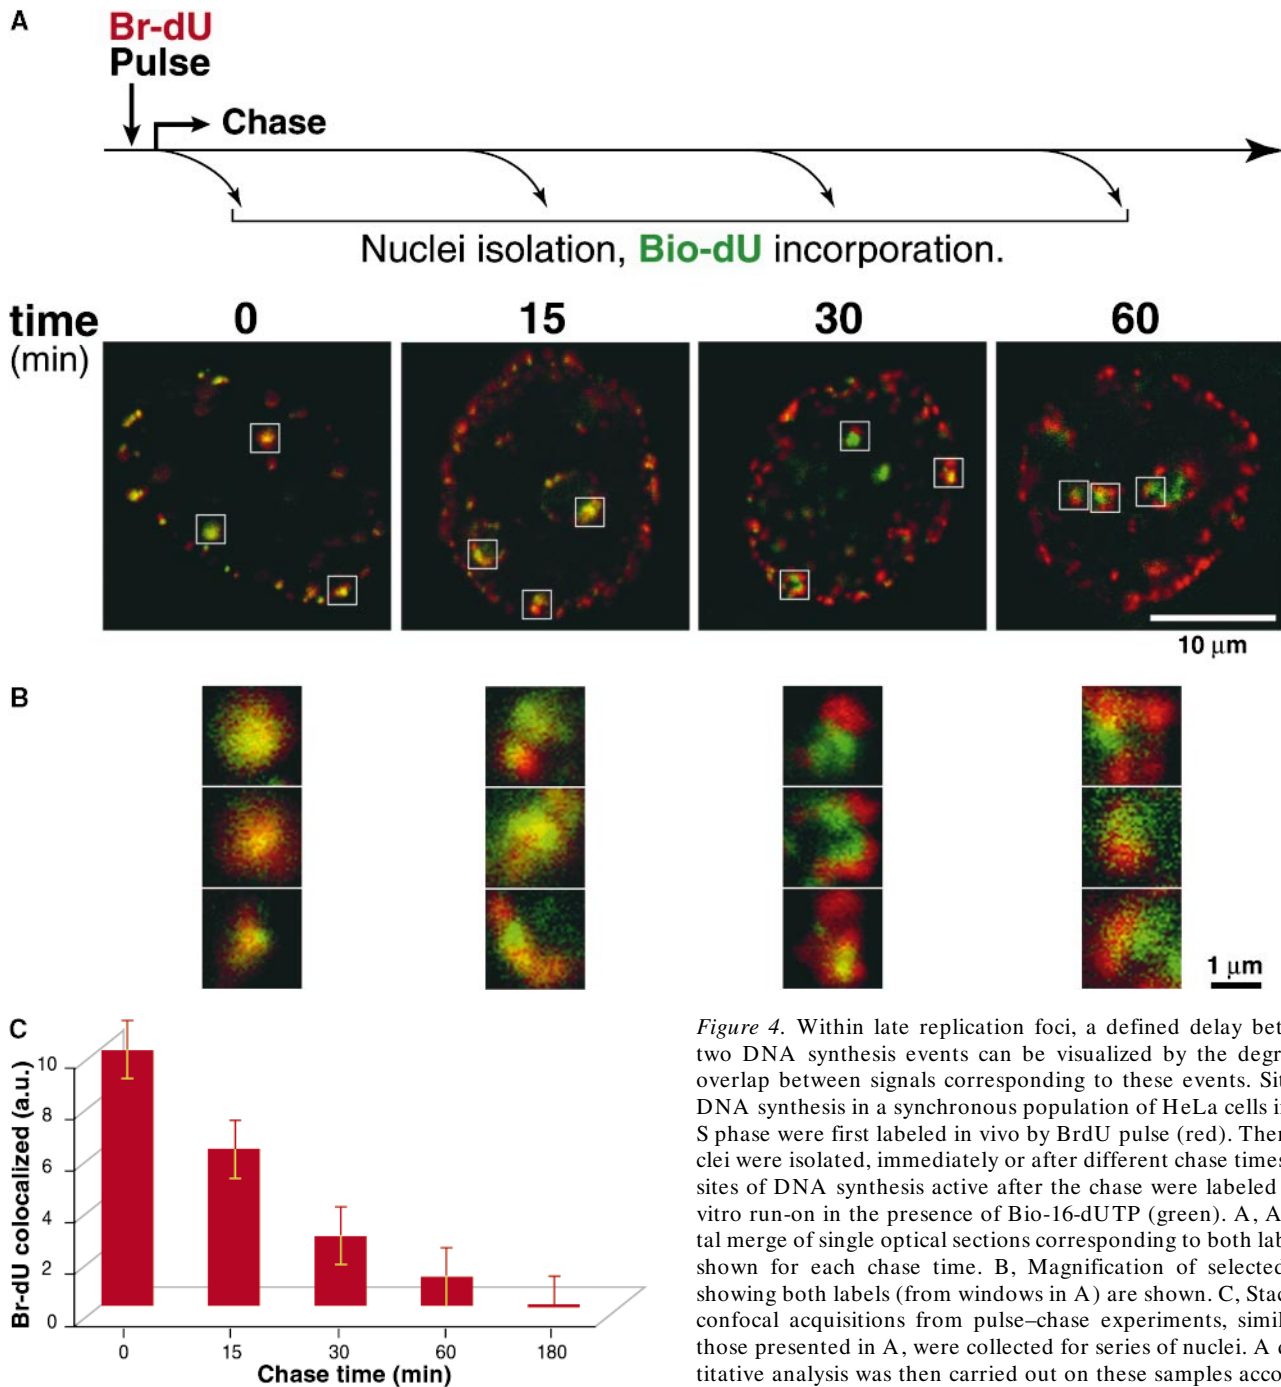 A
Br-dU
Pulse
Chase
Nuclei isolation, Bio-dU incorporation.
time 0 15 30 60
(min)
10 μm
B
1 μm
C
Br-dU colocalized (a.u.)
10
8
6
4
2
0
0 15 30 60 180
Chase time (min)
Figure 4. Within late replication foci, a defined delay bet
two DNA synthesis events can be visualized by the degr
overlap between signals corresponding to these events. Sit
DNA synthesis in a synchronous population of HeLa cells i
S phase were first labeled in vivo by BrdU pulse (red). Then
clei were isolated, immediately or after different chase times
sites of DNA synthesis active after the chase were labeled
vitro run-on in the presence of Bio-16-dUTP (green). A, A
tal merge of single optical sections corresponding to both lab
shown for each chase time. B, Magnification of selected
showing both labels (from windows in A) are shown. C, Stac
confocal acquisitions from pulse–chase experiments, simil
those presented in A, were collected for series of nuclei. A q
titative analysis was then carried out on these samples acco